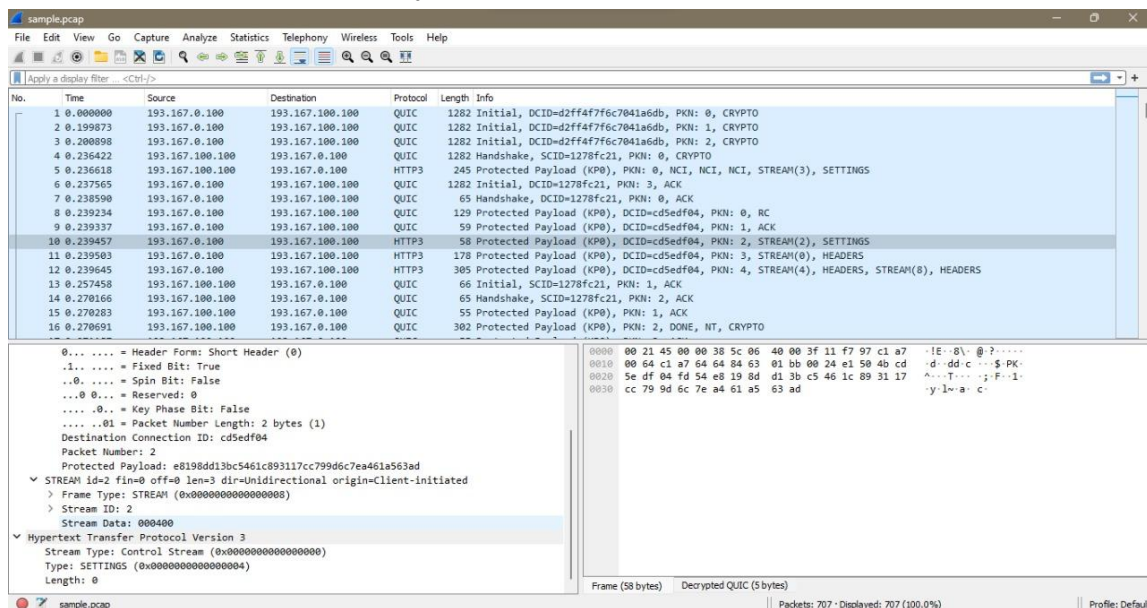 sample.pcap
File Edit View Go Capture Analyze Statistics Telephony Wireless Tools Help
Apply a display filter ... <Ctrl-/>
No. Time Source Destination Protocol Length Info
1 0.000000 193.167.0.100 193.167.100.100 QUIC 1282 Initial, DCID=d2ff4f7f6c7041a6db, PKN: 0, CRYPTO
2 0.199873 193.167.0.100 193.167.100.100 QUIC 1282 Initial, DCID=d2ff4f7f6c7041a6db, PKN: 1, CRYPTO
3 0.200898 193.167.0.100 193.167.100.100 QUIC 1282 Initial, DCID=d2ff4f7f6c7041a6db, PKN: 2, CRYPTO
4 0.236422 193.167.100.100 193.167.0.100 QUIC 1282 Handshake, SCID=1278fc21, PKN: 0, CRYPTO
5 0.236618 193.167.100.100 193.167.0.100 HTTP3 245 Protected Payload (KP0), PKN: 0, NCI, NCI, NCI, STREAM(3), SETTINGS
6 0.237565 193.167.0.100 193.167.100.100 QUIC 1282 Initial, DCID=1278fc21, PKN: 3, ACK
7 0.238590 193.167.0.100 193.167.100.100 QUIC 65 Handshake, DCID=1278fc21, PKN: 0, ACK
8 0.239234 193.167.0.100 193.167.100.100 QUIC 129 Protected Payload (KP0), DCID=cd5edf04, PKN: 0, RC
9 0.239337 193.167.0.100 193.167.100.100 QUIC 59 Protected Payload (KP0), DCID=cd5edf04, PKN: 1, ACK
10 0.239457 193.167.0.100 193.167.100.100 HTTP3 58 Protected Payload (KP0), DCID=cd5edf04, PKN: 2, STREAM(2), SETTINGS
11 0.239503 193.167.0.100 193.167.100.100 HTTP3 178 Protected Payload (KP0), DCID=cd5edf04, PKN: 3, STREAM(0), HEADERS
12 0.239645 193.167.0.100 193.167.100.100 HTTP3 305 Protected Payload (KP0), DCID=cd5edf04, PKN: 4, STREAM(4), HEADERS, STREAM(8), HEADERS
13 0.257458 193.167.100.100 193.167.0.100 QUIC 66 Initial, SCID=1278fc21, PKN: 1, ACK
14 0.270166 193.167.100.100 193.167.0.100 QUIC 65 Handshake, SCID=1278fc21, PKN: 2, ACK
15 0.270283 193.167.100.100 193.167.0.100 QUIC 55 Protected Payload (KP0), PKN: 1, ACK
16 0.270691 193.167.100.100 193.167.0.100 QUIC 302 Protected Payload (KP0), PKN: 2, DONE, NT, CRYPTO
0... .... = Header Form: Short Header (0)
.1.. .... = Fixed Bit: True
..0. .... = Spin Bit: False
...0 0... = Reserved: 0
.... .0.. = Key Phase Bit: False
.... ..01 = Packet Number Length: 2 bytes (1)
Destination Connection ID: cd5edf04
Packet Number: 2
Protected Payload: e8198dd13bc5461c893117cc799d6c7ea461a563ad
STREAM id=2 fin=0 off=0 len=3 dir=Unidirectional origin=Client-initiated
Frame Type: STREAM (0x0000000000000008)
Stream ID: 2
Stream Data: 000400
Hypertext Transfer Protocol Version 3
Stream Type: Control Stream (0x0000000000000000)
Type: SETTINGS (0x0000000000000004)
Length: 0
0000 00 21 45 00 00 38 5c 06 40 00 3f 11 f7 97 c1 a7 ·!E··8\· @·?·····
0010 00 64 c1 a7 64 64 84 63 01 bb 00 24 e1 50 4b cd ·d··dd·c ···$·PK·
0020 5e df 04 fd 54 e8 19 8d d1 3b c5 46 1c 89 31 17 ^···T··· ·;·F··1·
0030 cc 79 9d 6c 7e a4 61 a5 63 ad ·y·l~·a· c·
Frame (58 bytes) Decrypted QUIC (5 bytes)
sample.pcap Packets: 707 · Displayed: 707 (100.0%) Profile: Defau